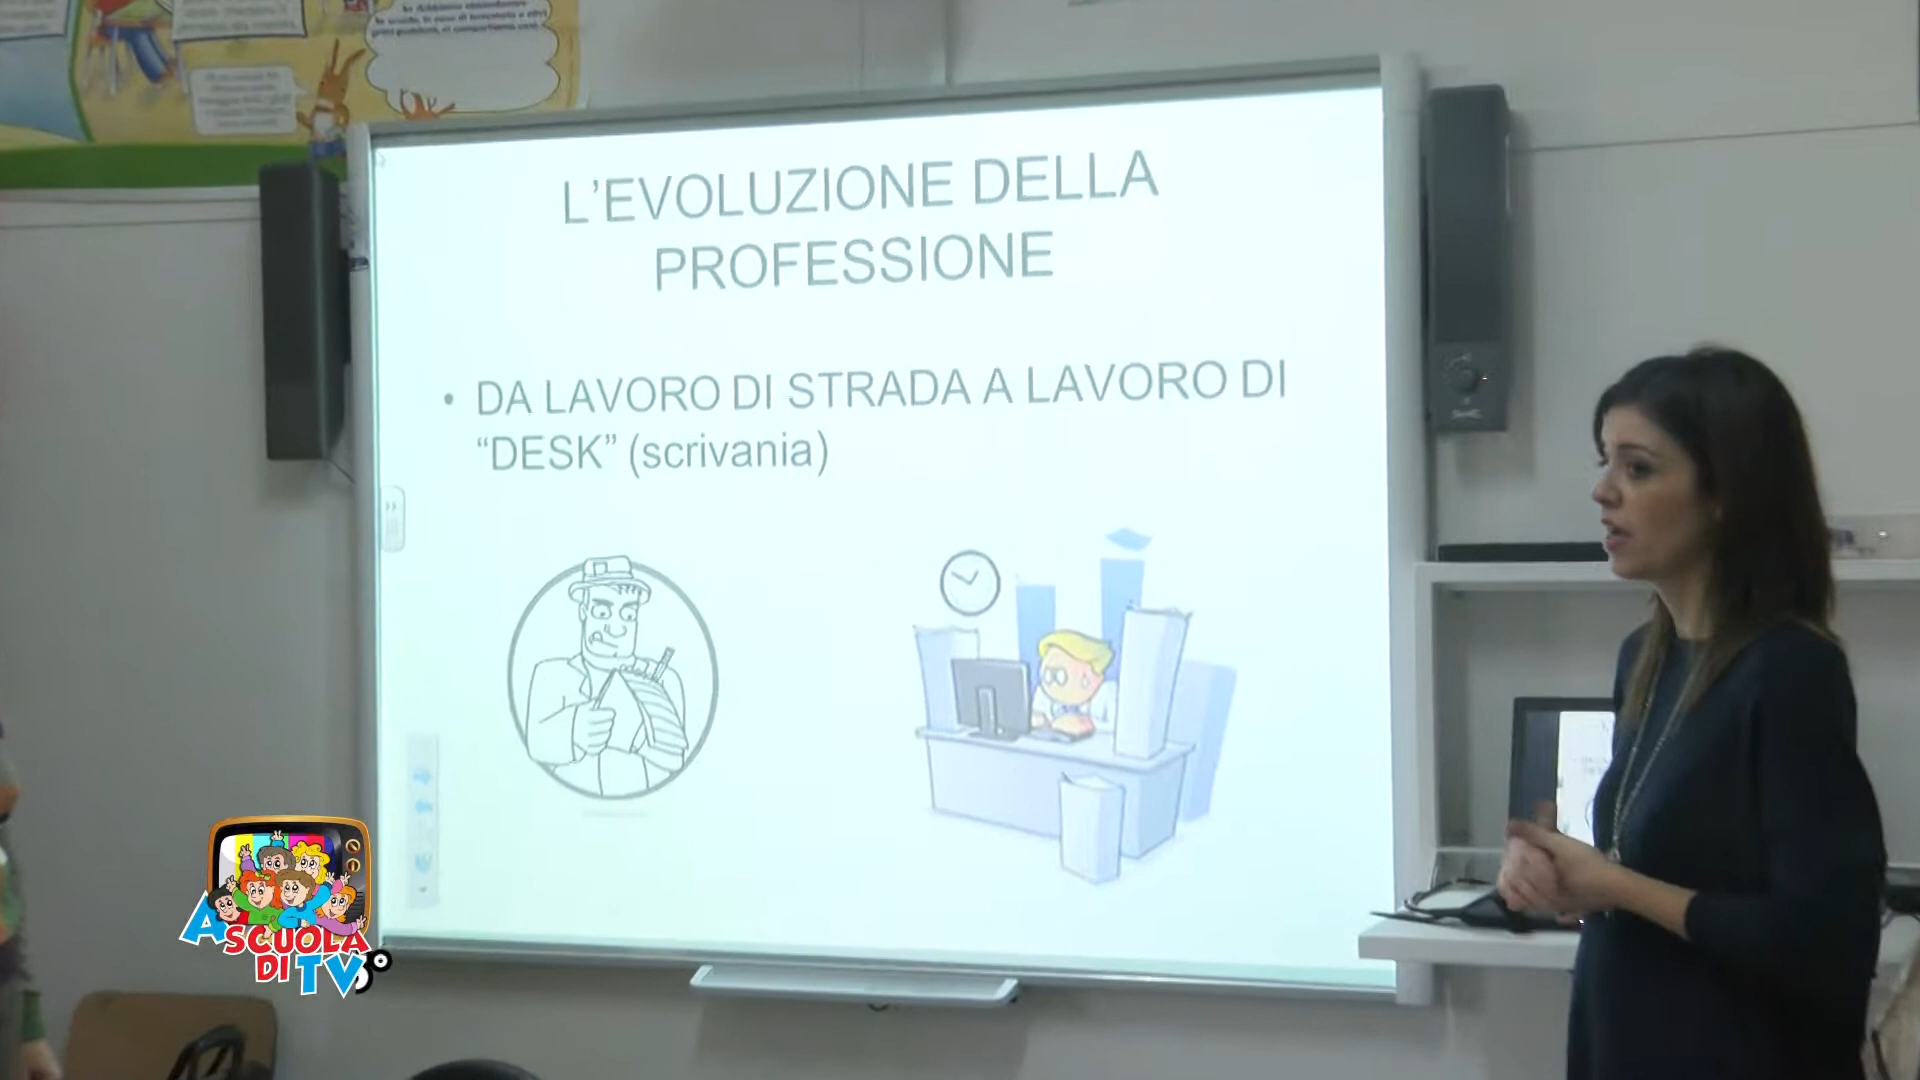 L'EVOLUZIONE DELLA
PROFESSIONE
• DA LAVORO DI STRADA A LAVORO DI
“DESK” (scrivania)
A SCUOLA
DI TV